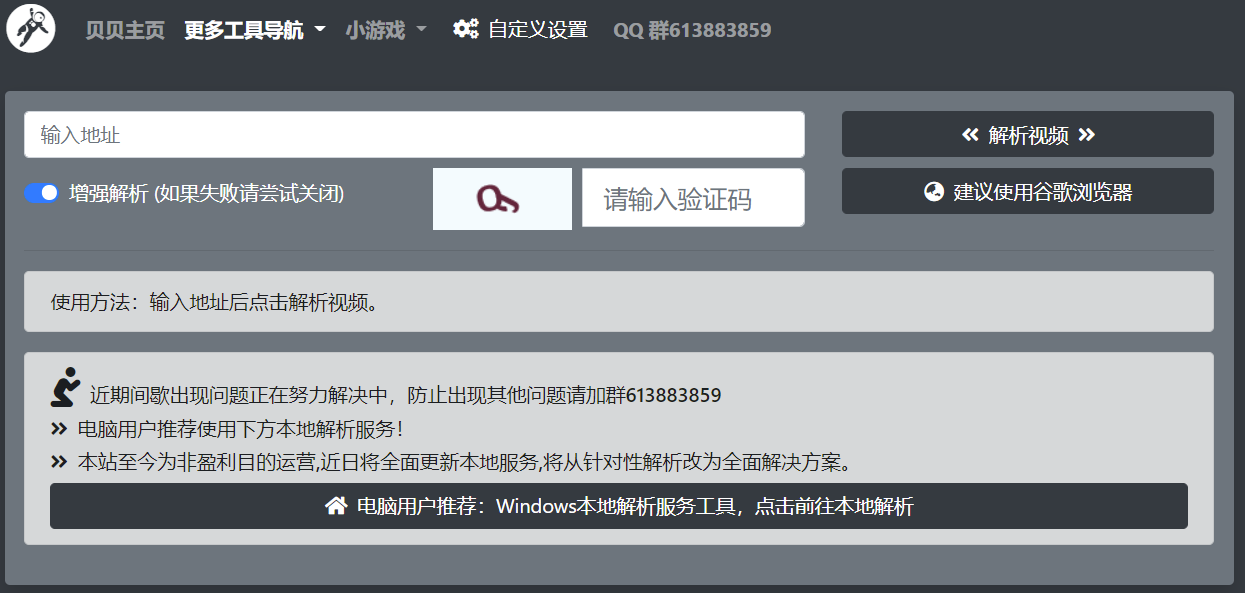 贝贝主页 更多工具导航 小游戏 自定义设置 QQ 群613883859
输入地址
解析视频
增强解析 (如果失败请尝试关闭)
请输入验证码
建议使用谷歌浏览器
使用方法：输入地址后点击解析视频。
近期间歇出现问题正在努力解决中，防止出现其他问题请加群613883859
电脑用户推荐使用下方本地解析服务！
本站至今为非盈利目的运营,近日将全面更新本地服务,将从针对性解析改为全面解决方案。
电脑用户推荐：Windows本地解析服务工具，点击前往本地解析